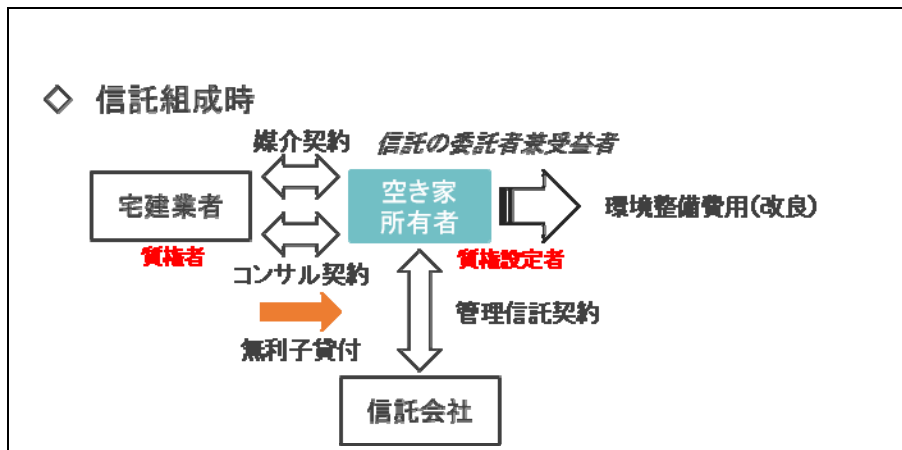 ◇ 信託組成時
媒介契約
信託の委託者兼受益者
宅建業者
空き家
所有者
環境整備費用(改良)
質権者
質権設定者
コンサル契約
管理信託契約
無利子貸付
信託会社